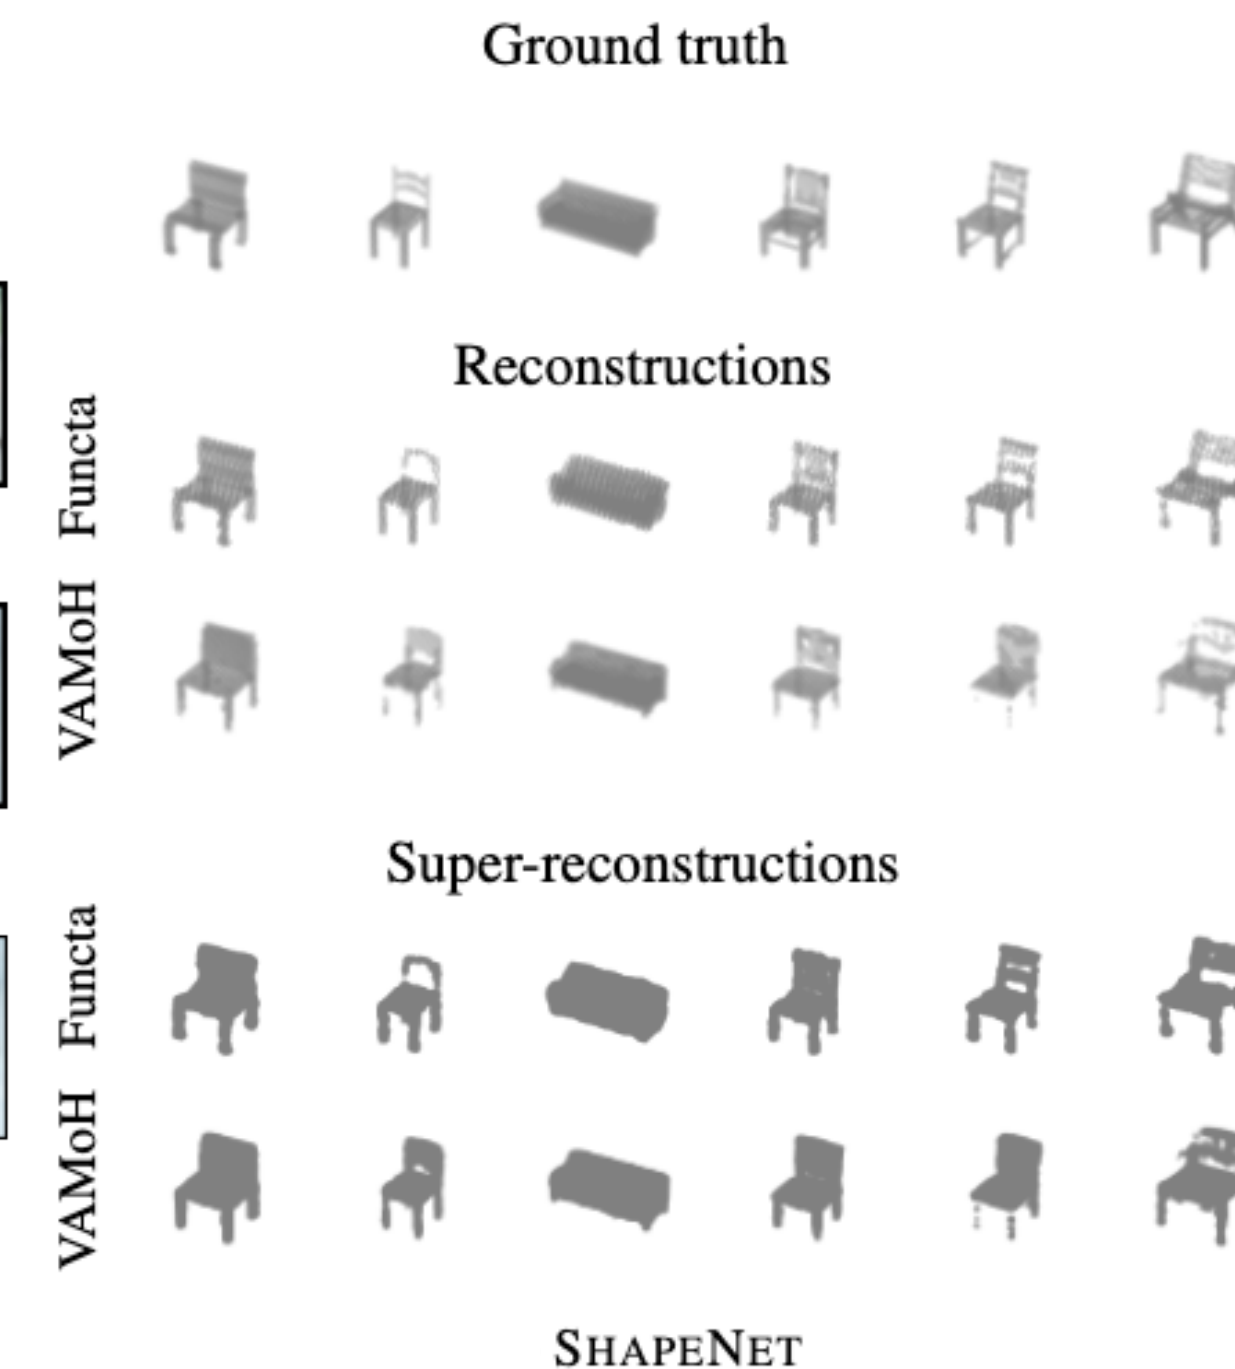 Ground truth
Reconstructions
Functa
VAMoH
Super-reconstructions
Functa
VAMoH
SHAPENET